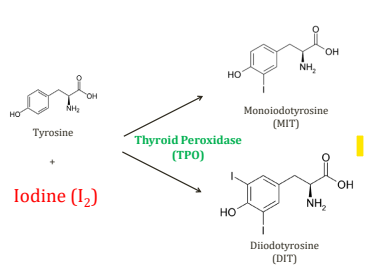 O
OH
NH2
HO
I
Monoiodotyrosine
(MIT)
O
OH
NH2
HO
Tyrosine
+
Iodine (I2)
Thyroid Peroxidase
(TPO)
I
O
OH
NH2
HO
I
Diiodotyrosine
(DIT)